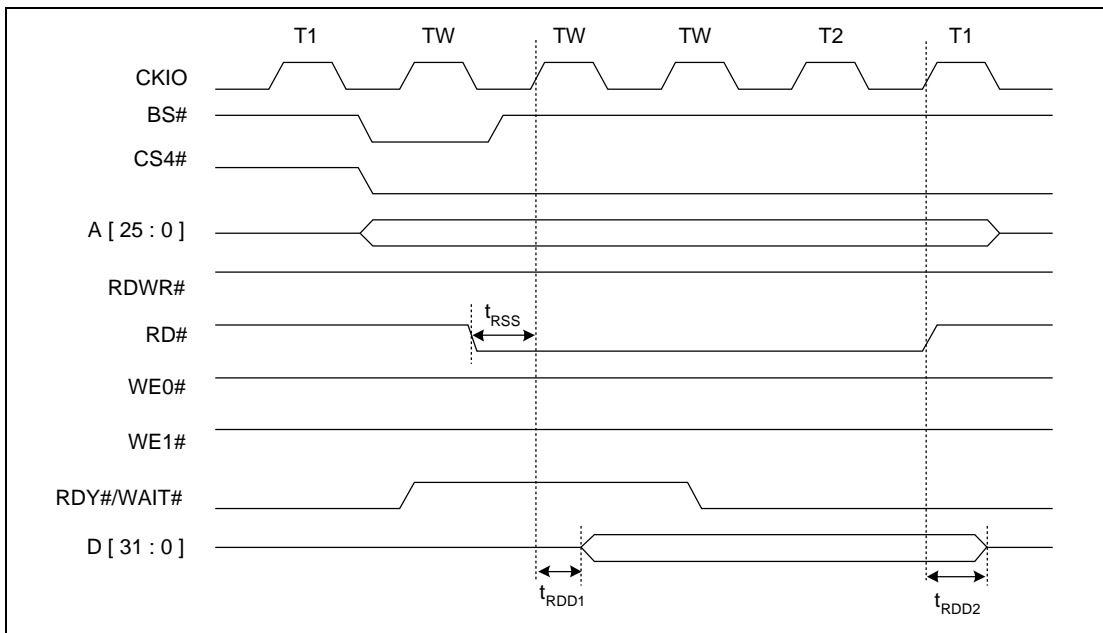 T1 TW TW TW T2 T1
CKIO
BS#
CS4#
A [ 25 : 0 ]
RDWR#
tRSS
RD#
WE0#
WE1#
RDY#/WAIT#
D [ 31 : 0 ]
tRDD1 tRDD2